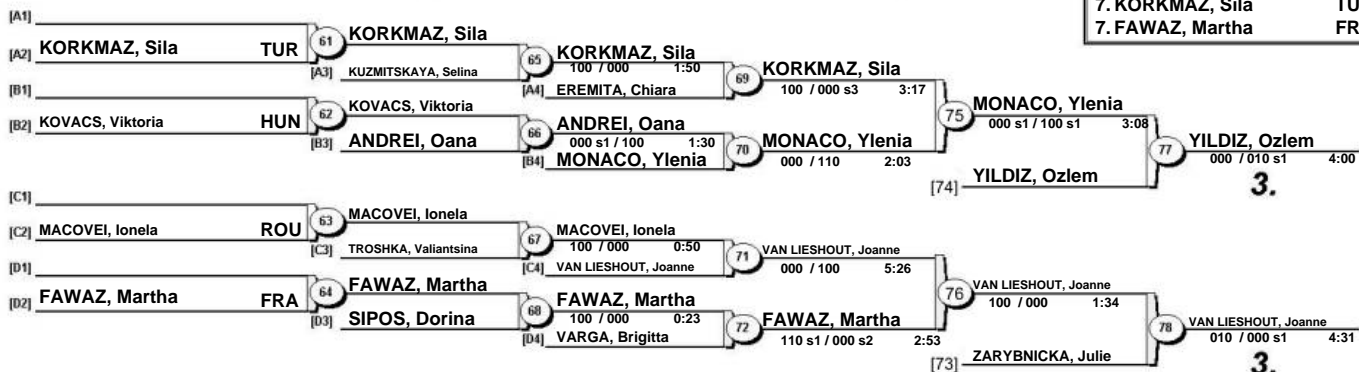 7. KORKMAZ, Sila TU
7. FAWAZ, Martha FR
[A1]
[A2] KORKMAZ, Sila TUR
61 KORKMAZ, Sila
[A3] KUZMITSKAYA, Selina
65 KORKMAZ, Sila
100 / 000 1:50
[A4] EREMITA, Chiara
69 KORKMAZ, Sila
100 / 000 s3 3:17
[B1]
[B2] KOVACS, Viktoria HUN
62 KOVACS, Viktoria
[B3] ANDREI, Oana
66 ANDREI, Oana
000 s1 / 100 1:30
[B4] MONACO, Ylenia
70 MONACO, Ylenia
000 / 110 2:03
75 MONACO, Ylenia
000 s1 / 100 s1 3:08
[74] YILDIZ, Ozlem
77 YILDIZ, Ozlem
000 / 010 s1 4:00
3.
[C1]
[C2] MACOVEI, Ionela ROU
63 MACOVEI, Ionela
[C3] TROSHKA, Valiantsina
67 MACOVEI, Ionela
100 / 000 0:50
[C4] VAN LIESHOUT, Joanne
71 VAN LIESHOUT, Joanne
000 / 100 5:26
[D1]
[D2] FAWAZ, Martha FRA
64 FAWAZ, Martha
[D3] SIPOS, Dorina
68 FAWAZ, Martha
100 / 000 0:23
[D4] VARGA, Brigitta
72 FAWAZ, Martha
110 s1 / 000 s2 2:53
76 VAN LIESHOUT, Joanne
100 / 000 1:34
[73] ZARYBNICKA, Julie
78 VAN LIESHOUT, Joanne
010 / 000 s1 4:31
3.